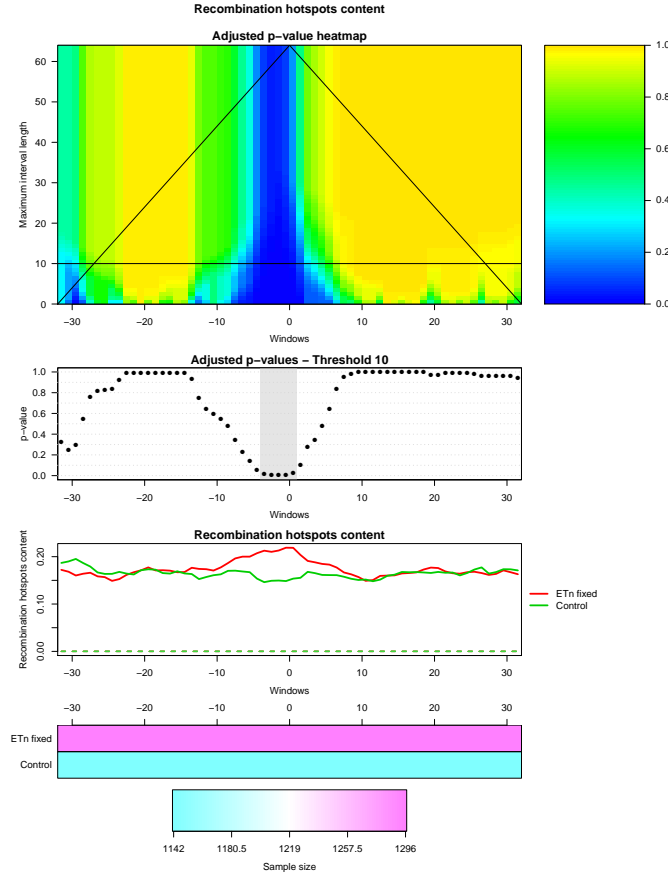 Recombination hotspots content
Adjusted p−value heatmap
Maximum interval length
0 10 20 30 40 50 60
−30 −20 −10 0 10 20 30
Windows
0.0 0.2 0.4 0.6 0.8 1.0
Adjusted p−values − Threshold 10
p−value
0.0 0.2 0.4 0.6 0.8 1.0
−30 −20 −10 0 10 20 30
Windows
Recombination hotspots content
Recombination hotspots content
0.00 0.10 0.20
−30 −20 −10 0 10 20 30
Windows
ETn fixed
Control
−30 −20 −10 0 10 20 30
ETn fixed
Control
1142 1180.5 1219 1257.5 1296
Sample size